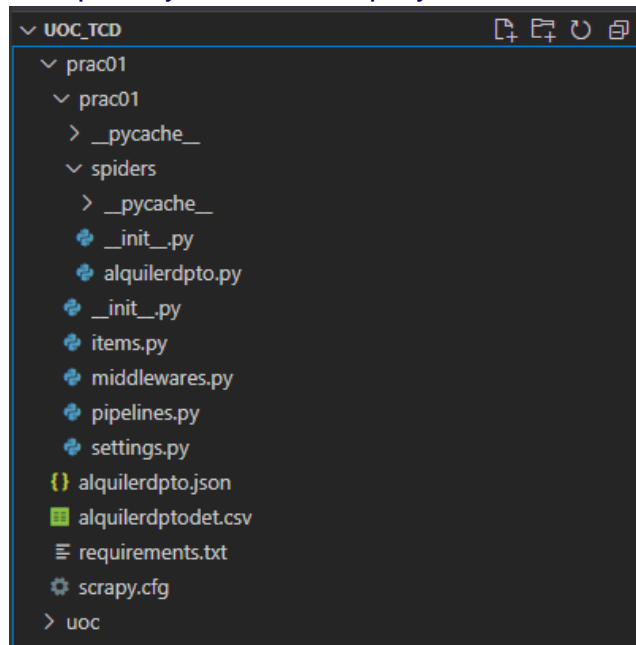 UOC_TCD
prac01
prac01
__pycache__
spiders
__pycache__
__init__.py
alquilerdpto.py
__init__.py
items.py
middlewares.py
pipelines.py
settings.py
{} alquilerdpto.json
alquilerdptodet.csv
requirements.txt
scrapy.cfg
uoc